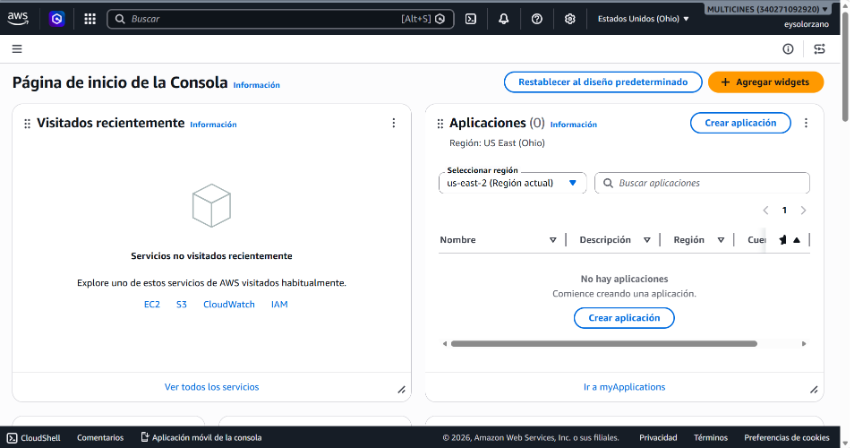 aws
Buscar [Alt+S] Estados Unidos (Ohio) MULTICINES (340271092920)
eysolorzano
Página de inicio de la Consola Información Restablecer al diseño predeterminado Agregar widgets
Visitados recientemente Información
Servicios no visitados recientemente
Explore uno de estos servicios de AWS visitados habitualmente.
EC2 S3 CloudWatch IAM
Ver todos los servicios
Aplicaciones (0) Información Crear aplicación
Región: US East (Ohio)
Seleccionar región
us-east-2 (Región actual) Buscar aplicaciones
1
Nombre Descripción Región Cue
No hay aplicaciones
Comience creando una aplicación.
Crear aplicación
Ir a myApplications
CloudShell Comentarios Aplicación móvil de la consola © 2026, Amazon Web Services, Inc. o sus filiales. Privacidad Términos Preferencias de cookies